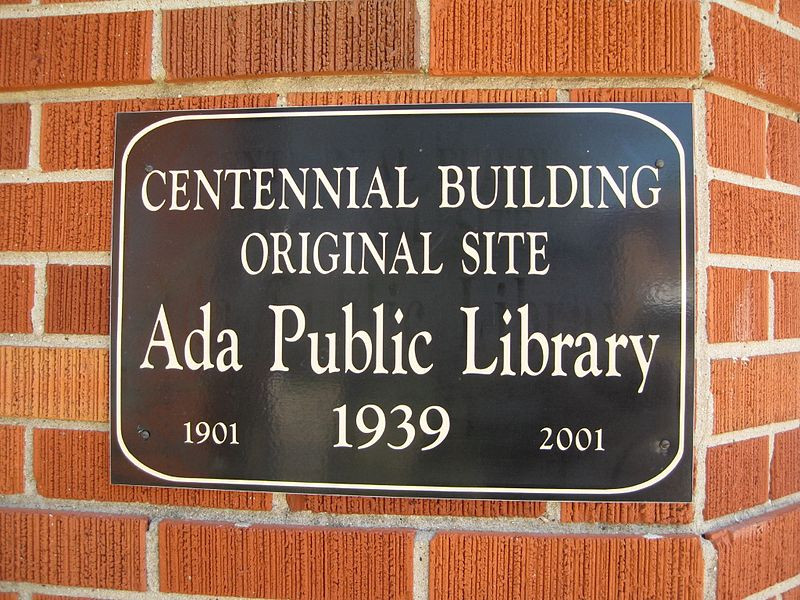 CENTENNIAL BUILDING
ORIGINAL SITE
Ada Public Library
1901 1939 2001